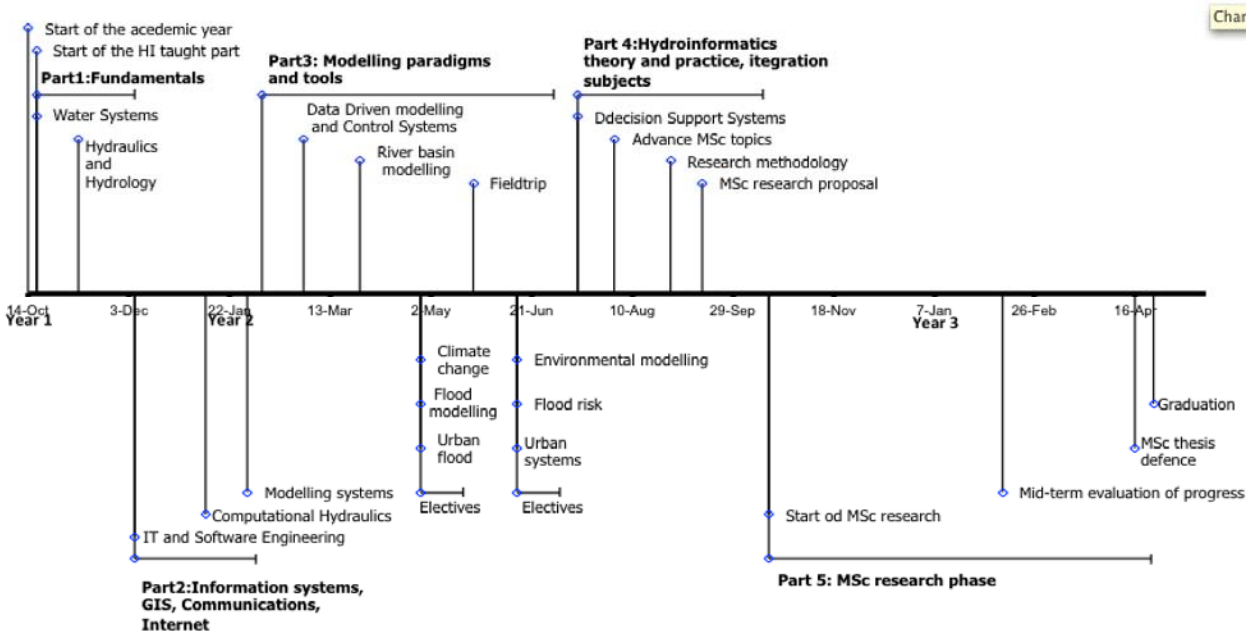 Char
Start of the acedemic year
Start of the HI taught part
Part1:Fundamentals
Water Systems
Hydraulics
and
Hydrology
Part3: Modelling paradigms
and tools
Data Driven modelling
and Control Systems
River basin
modelling
Fieldtrip
Part 4:Hydroinformatics
theory and practice, itegration
subjects
Ddecision Support Systems
Advance MSc topics
Research methodology
MSc research proposal
14-Oct
3-Dec
22-Jan
13-Mar
2-May
21-Jun
10-Aug
29-Sep
18-Nov
7-Jan
26-Feb
16-Apr
Year 1
Year 2
Year 3
Climate
change
Flood
modelling
Urban
flood
Electives
Environmental modelling
Flood risk
Urban
systems
Electives
Modelling systems
Computational Hydraulics
IT and Software Engineering
Part2:Information systems,
GIS, Communications,
Internet
Graduation
MSc thesis
defence
Mid-term evaluation of progress
Start od MSc research
Part 5: MSc research phase